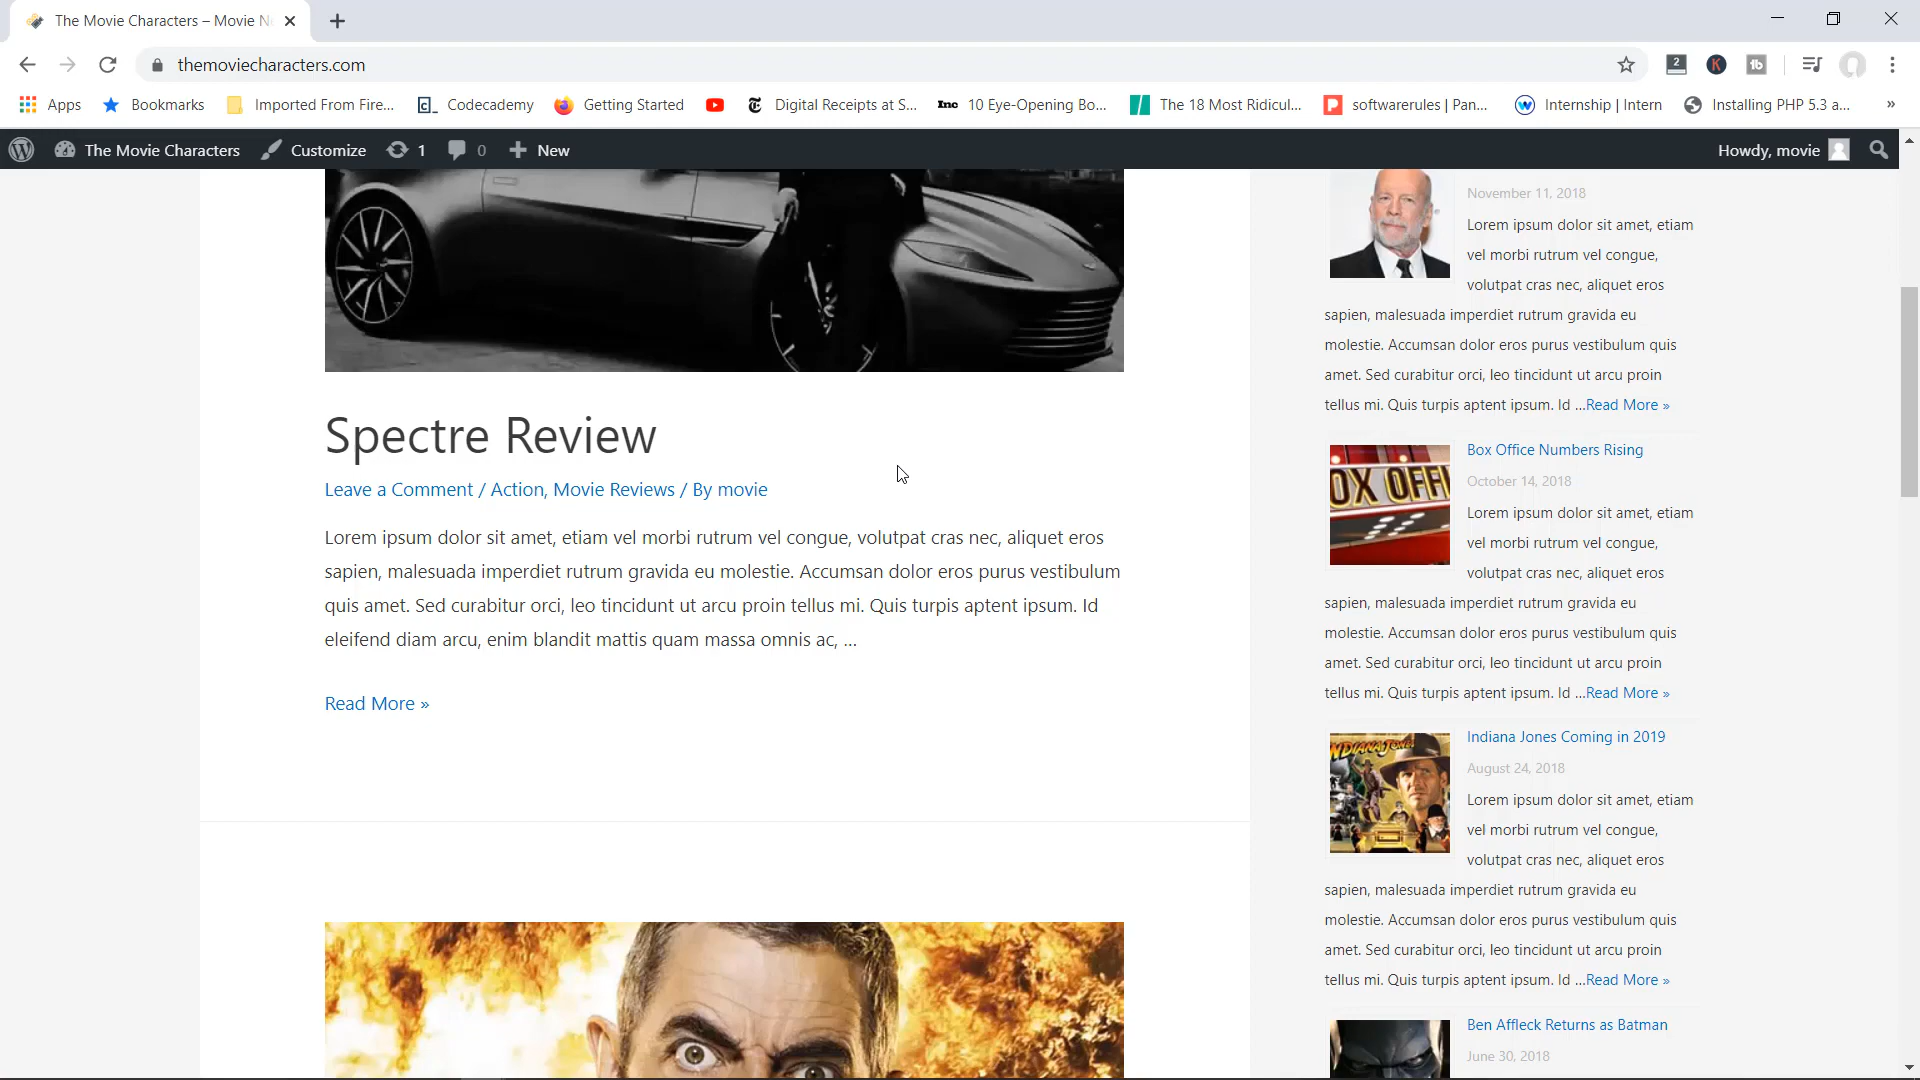 The Movie Characters – Movie N
themoviecharacters.com
2
K
tb
Apps
Bookmarks
Imported From Fire...
Codecademy
Getting Started
Digital Receipts at S...
Inc
10 Eye-Opening Bo...
The 18 Most Ridicul...
softwarerules | Pan...
Internship | Intern
Installing PHP 5.3 a...
»
The Movie Characters
Customize
1
0
New
Howdy, movie
Spectre Review
Leave a Comment / Action, Movie Reviews / By movie
Lorem ipsum dolor sit amet, etiam vel morbi rutrum vel congue, volutpat cras nec, aliquet eros
sapien, malesuada imperdiet rutrum gravida eu molestie. Accumsan dolor eros purus vestibulum
quis amet. Sed curabitur orci, leo tincidunt ut arcu proin tellus mi. Quis turpis aptent ipsum. Id
eleifend diam arcu, enim blandit mattis quam massa omnis ac, ...
Read More »
November 11, 2018
Lorem ipsum dolor sit amet, etiam
vel morbi rutrum vel congue,
volutpat cras nec, aliquet eros
sapien, malesuada imperdiet rutrum gravida eu
molestie. Accumsan dolor eros purus vestibulum quis
amet. Sed curabitur orci, leo tincidunt ut arcu proin
tellus mi. Quis turpis aptent ipsum. Id ...Read More »
OX OFFI
Box Office Numbers Rising
October 14, 2018
Lorem ipsum dolor sit amet, etiam
vel morbi rutrum vel congue,
volutpat cras nec, aliquet eros
sapien, malesuada imperdiet rutrum gravida eu
molestie. Accumsan dolor eros purus vestibulum quis
amet. Sed curabitur orci, leo tincidunt ut arcu proin
tellus mi. Quis turpis aptent ipsum. Id ...Read More »
INDIANA JONES
Indiana Jones Coming in 2019
August 24, 2018
Lorem ipsum dolor sit amet, etiam
vel morbi rutrum vel congue,
volutpat cras nec, aliquet eros
sapien, malesuada imperdiet rutrum gravida eu
molestie. Accumsan dolor eros purus vestibulum quis
amet. Sed curabitur orci, leo tincidunt ut arcu proin
tellus mi. Quis turpis aptent ipsum. Id ...Read More »
Ben Affleck Returns as Batman
June 30, 2018